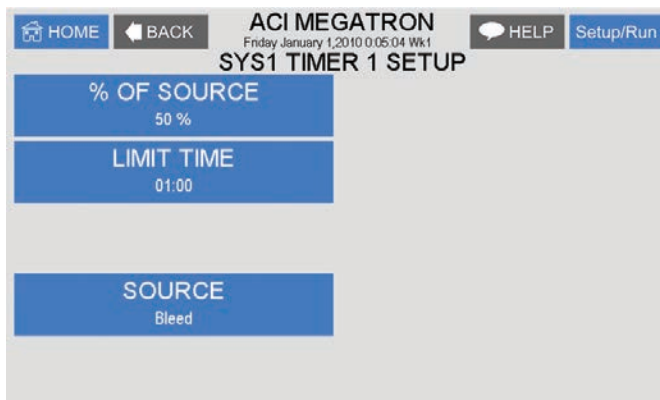 HOME
BACK
ACI MEGATRON
Friday January 1,2010 0:05:04 Wk1
HELP
Setup/Run
SYS1 TIMER 1 SETUP
% OF SOURCE
50 %
LIMIT TIME
01:00
SOURCE
Bleed